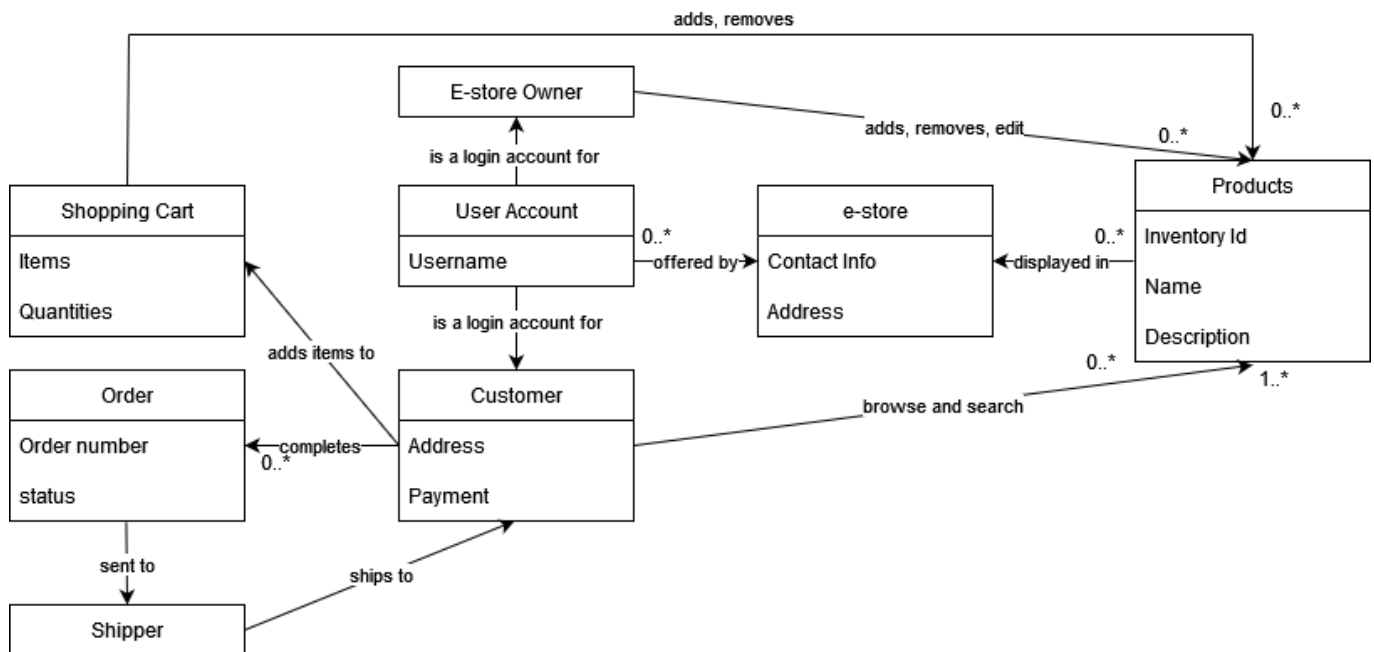 adds, removes
E-store Owner
adds, removes, edit
0..*
0..*
is a login account for
Shopping Cart
Items
Quantities
User Account
Username
0..*
offered by
e-store
Contact Info
Address
0..*
displayed in
Products
Inventory Id
Name
Description
is a login account for
adds items to
Order
Order number
status
completes
0..*
Customer
Address
Payment
browse and search
0..*
1..*
sent to
ships to
Shipper